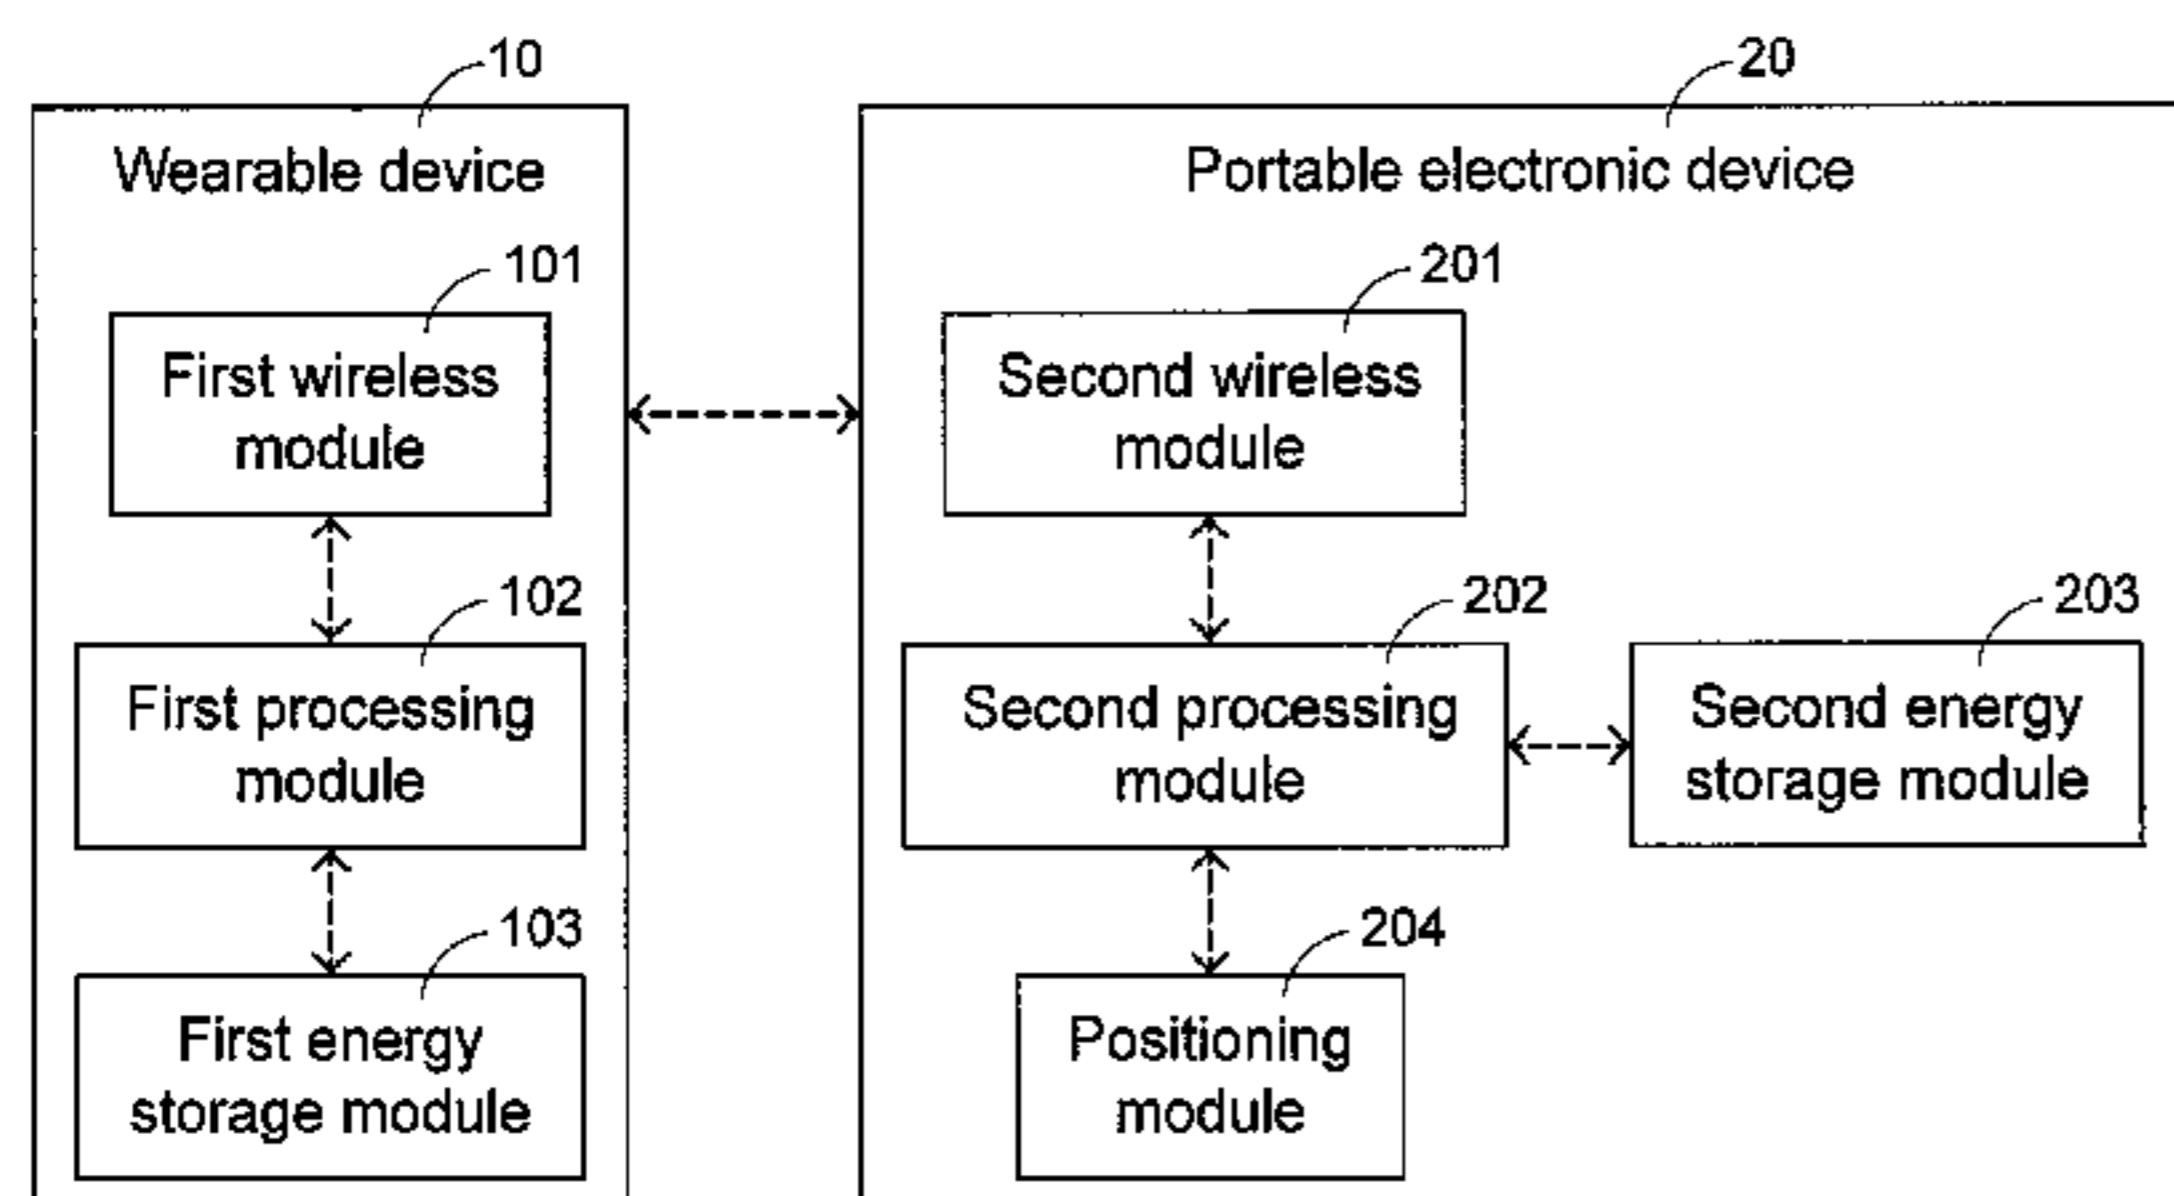 10
Wearable device
101
First wireless
module
102
First processing
module
103
First energy
storage module
20
Portable electronic device
201
Second wireless
module
202
Second processing
module
203
Second energy
storage module
204
Positioning
module